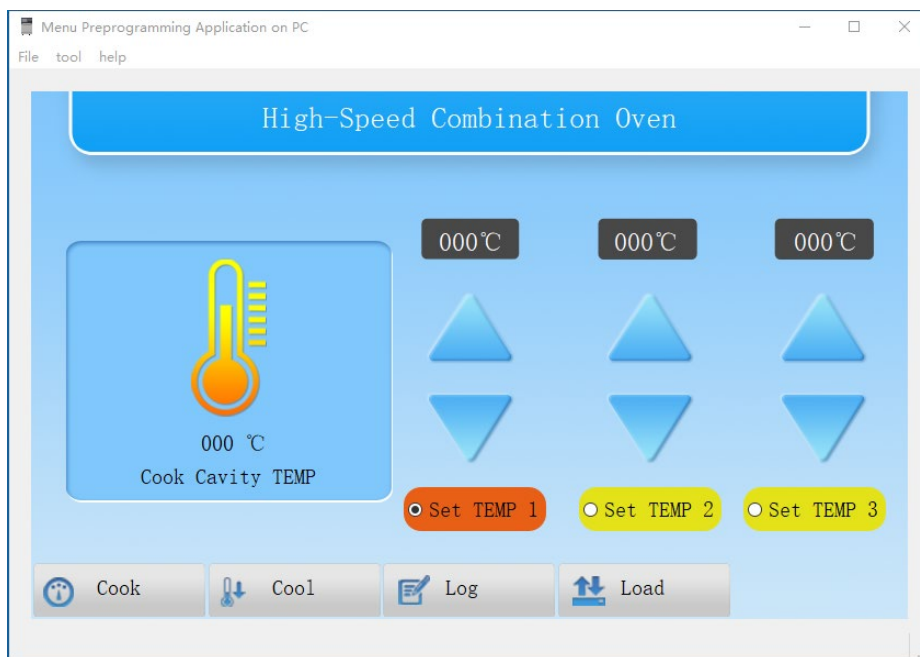 Menu Preprogramming Application on PC
File tool help
High-Speed Combination Oven
000℃ 000℃ 000℃
000 ℃
Cook Cavity TEMP
Set TEMP 1 Set TEMP 2 Set TEMP 3
Cook Cool Log Load